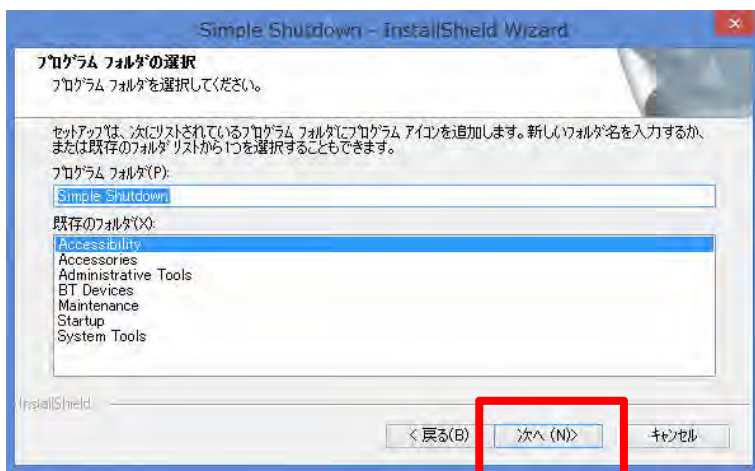 Simple Shutdown - InstallShield Wizard
プログラム フォルダの選択
プログラム フォルダを選択してください。
セットアップは、次にリストされているプログラム フォルダにプログラム アイコンを追加します。新しいフォルダ名を入力するか、
または既存のフォルダ リストから1つを選択することもできます。
プログラム フォルダ(P):
Simple Shutdown
既存のフォルダ(X):
Accessibility
Accessories
Administrative Tools
BT Devices
Maintenance
Startup
System Tools
InstallShield
< 戻る(B)
次へ (N)>
キャンセル